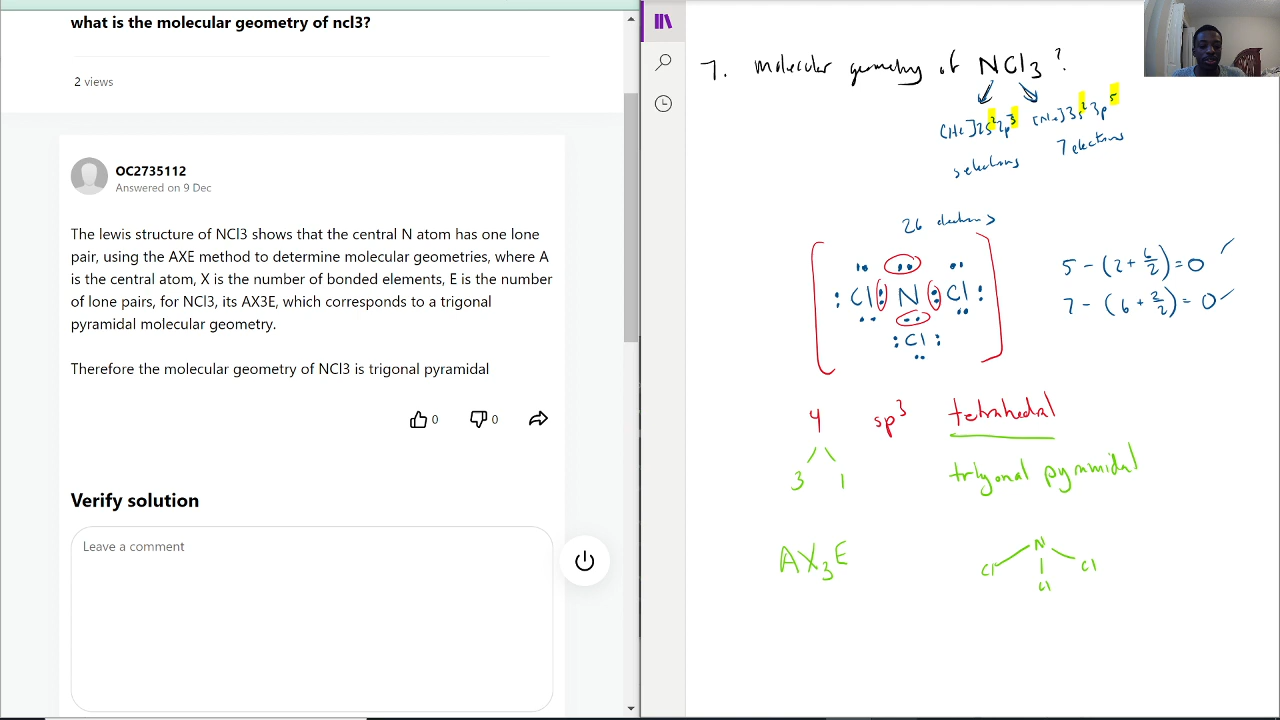 what is the molecular geometry of ncl3?
2 views
OC2735112
Answered on 9 Dec
The lewis structure of NCl3 shows that the central N atom has one lone
pair, using the AXE method to determine molecular geometries, where A
is the central atom, X is the number of bonded elements, E is the number
of lone pairs, for NCl3, its AX3E, which corresponds to a trigonal
pyramidal molecular geometry.
Therefore the molecular geometry of NCl3 is trigonal pyramidal
0
0
Verify solution
Leave a comment
7. molecular geometry of NCl3?
[He]2s²2p³ [Ne]3s²3p⁵
5 electrons 7 electrons
26 electrons
:Cl:N:Cl:
:Cl:
5 - (2 + 6/2) = 0 ✓
7 - (6 + 2/2) = 0 ✓
4 sp³ tetrahedral
3 1 trigonal pyramidal
AX₃E
N
Cl Cl
Cl